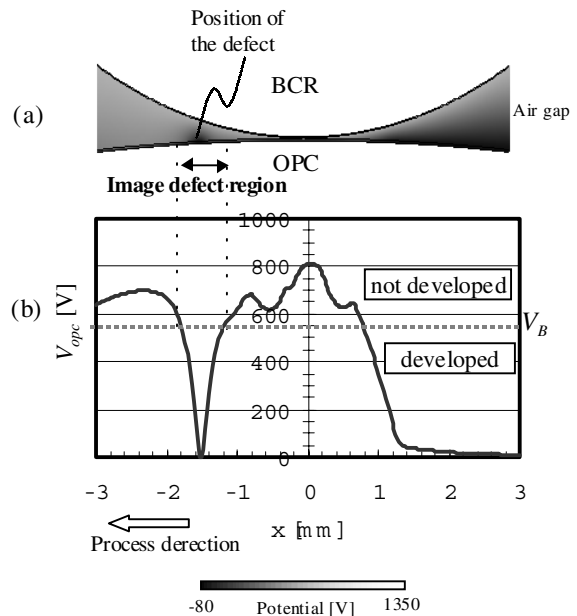 Position of
the defect
BCR
(a)
Air gap
OPC
Image defect region
1000
(b)
800
not developed
600
V_B
developed
400
200
0
V_opc [V]
-3 -2 -1 0 1 2 3
x [mm]
Process derection
-80 Potential [V] 1350